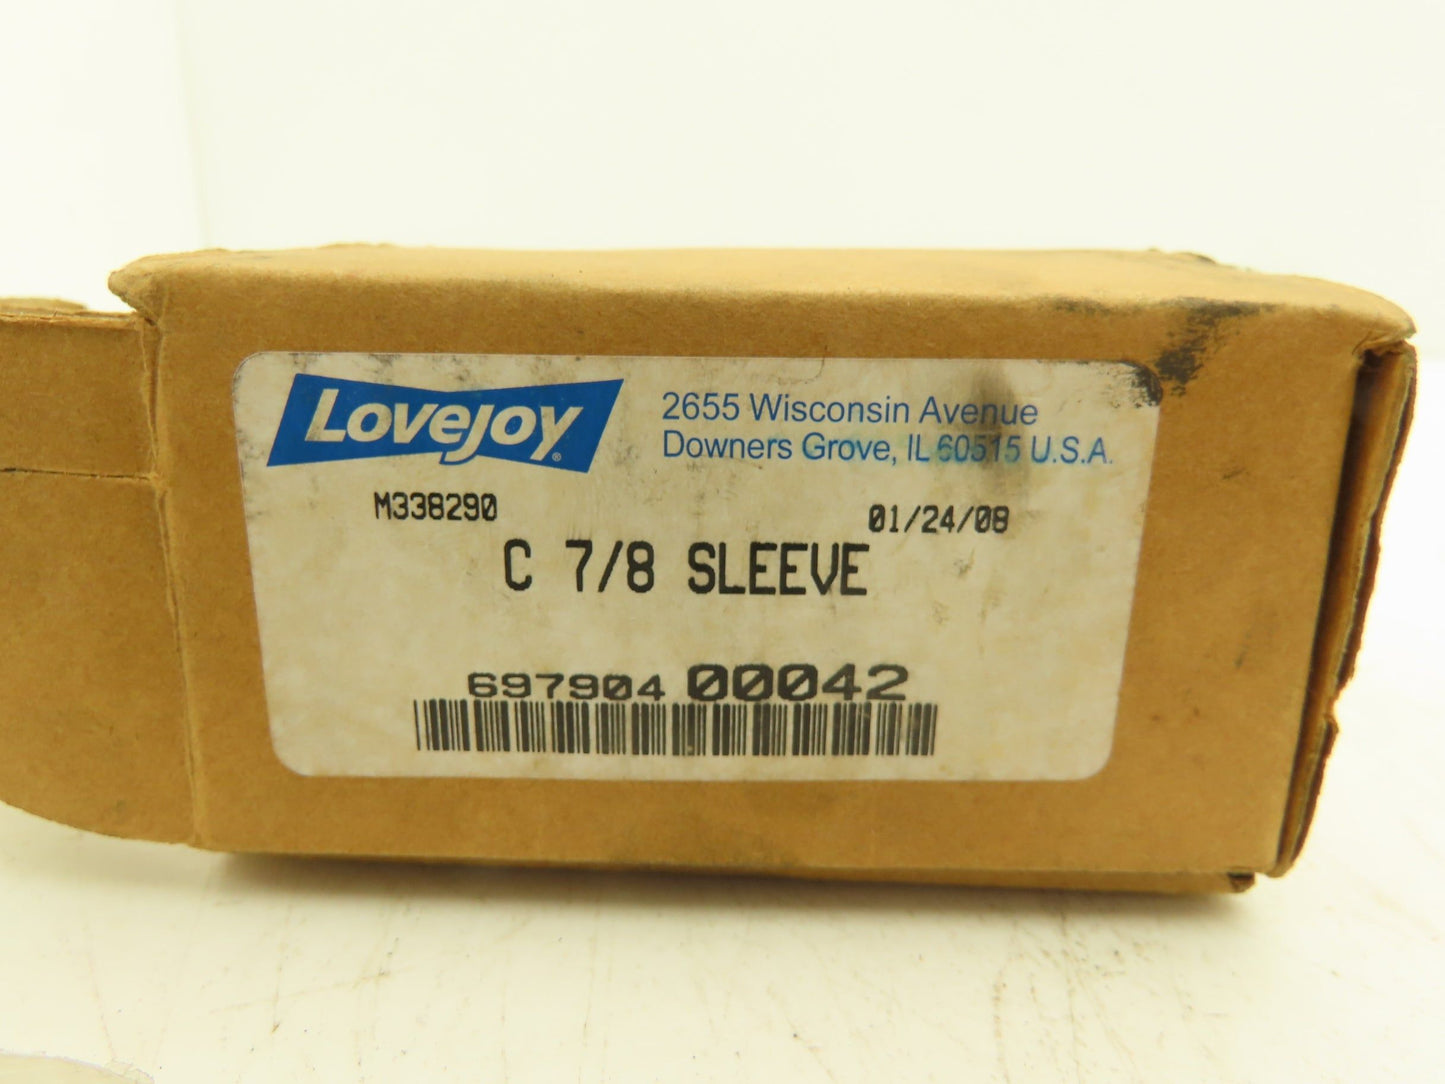 Lovejoy®
2655 Wisconsin Avenue
Downers Grove, IL 60515 U.S.A.
M338290
01/24/08
C 7/8 SLEEVE
697904 00042